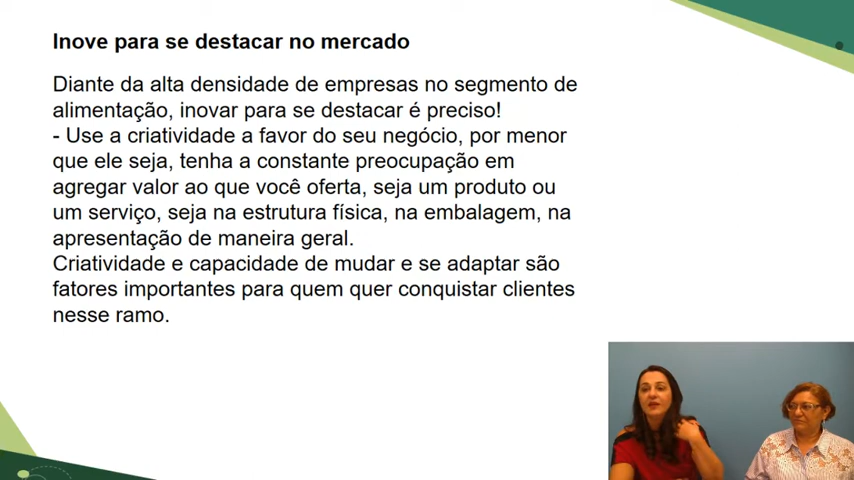 Inove para se destacar no mercado
Diante da alta densidade de empresas no segmento de
alimentação, inovar para se destacar é preciso!
- Use a criatividade a favor do seu negócio, por menor
que ele seja, tenha a constante preocupação em
agregar valor ao que você oferta, seja um produto ou
um serviço, seja na estrutura física, na embalagem, na
apresentação de maneira geral.
Criatividade e capacidade de mudar e se adaptar são
fatores importantes para quem quer conquistar clientes
nesse ramo.